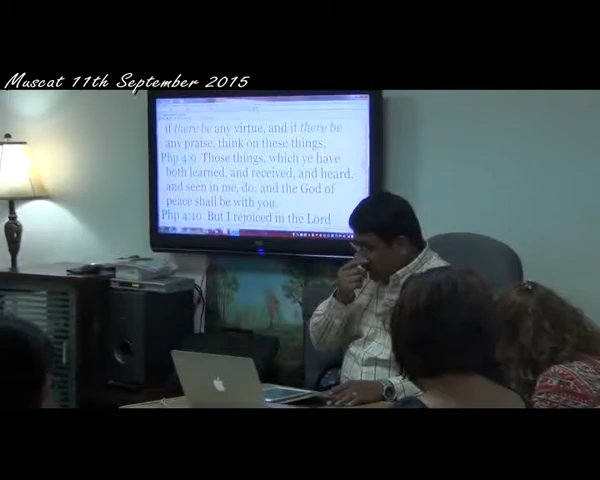 Muscat 11th September 2015
if there be any virtue, and if there be
any praise, think on these things.
Php 4:9 Those things, which ye have
both learned, and received, and heard,
and seen in me, do: and the God of
peace shall be with you.
Php 4:10 But I rejoiced in the Lord